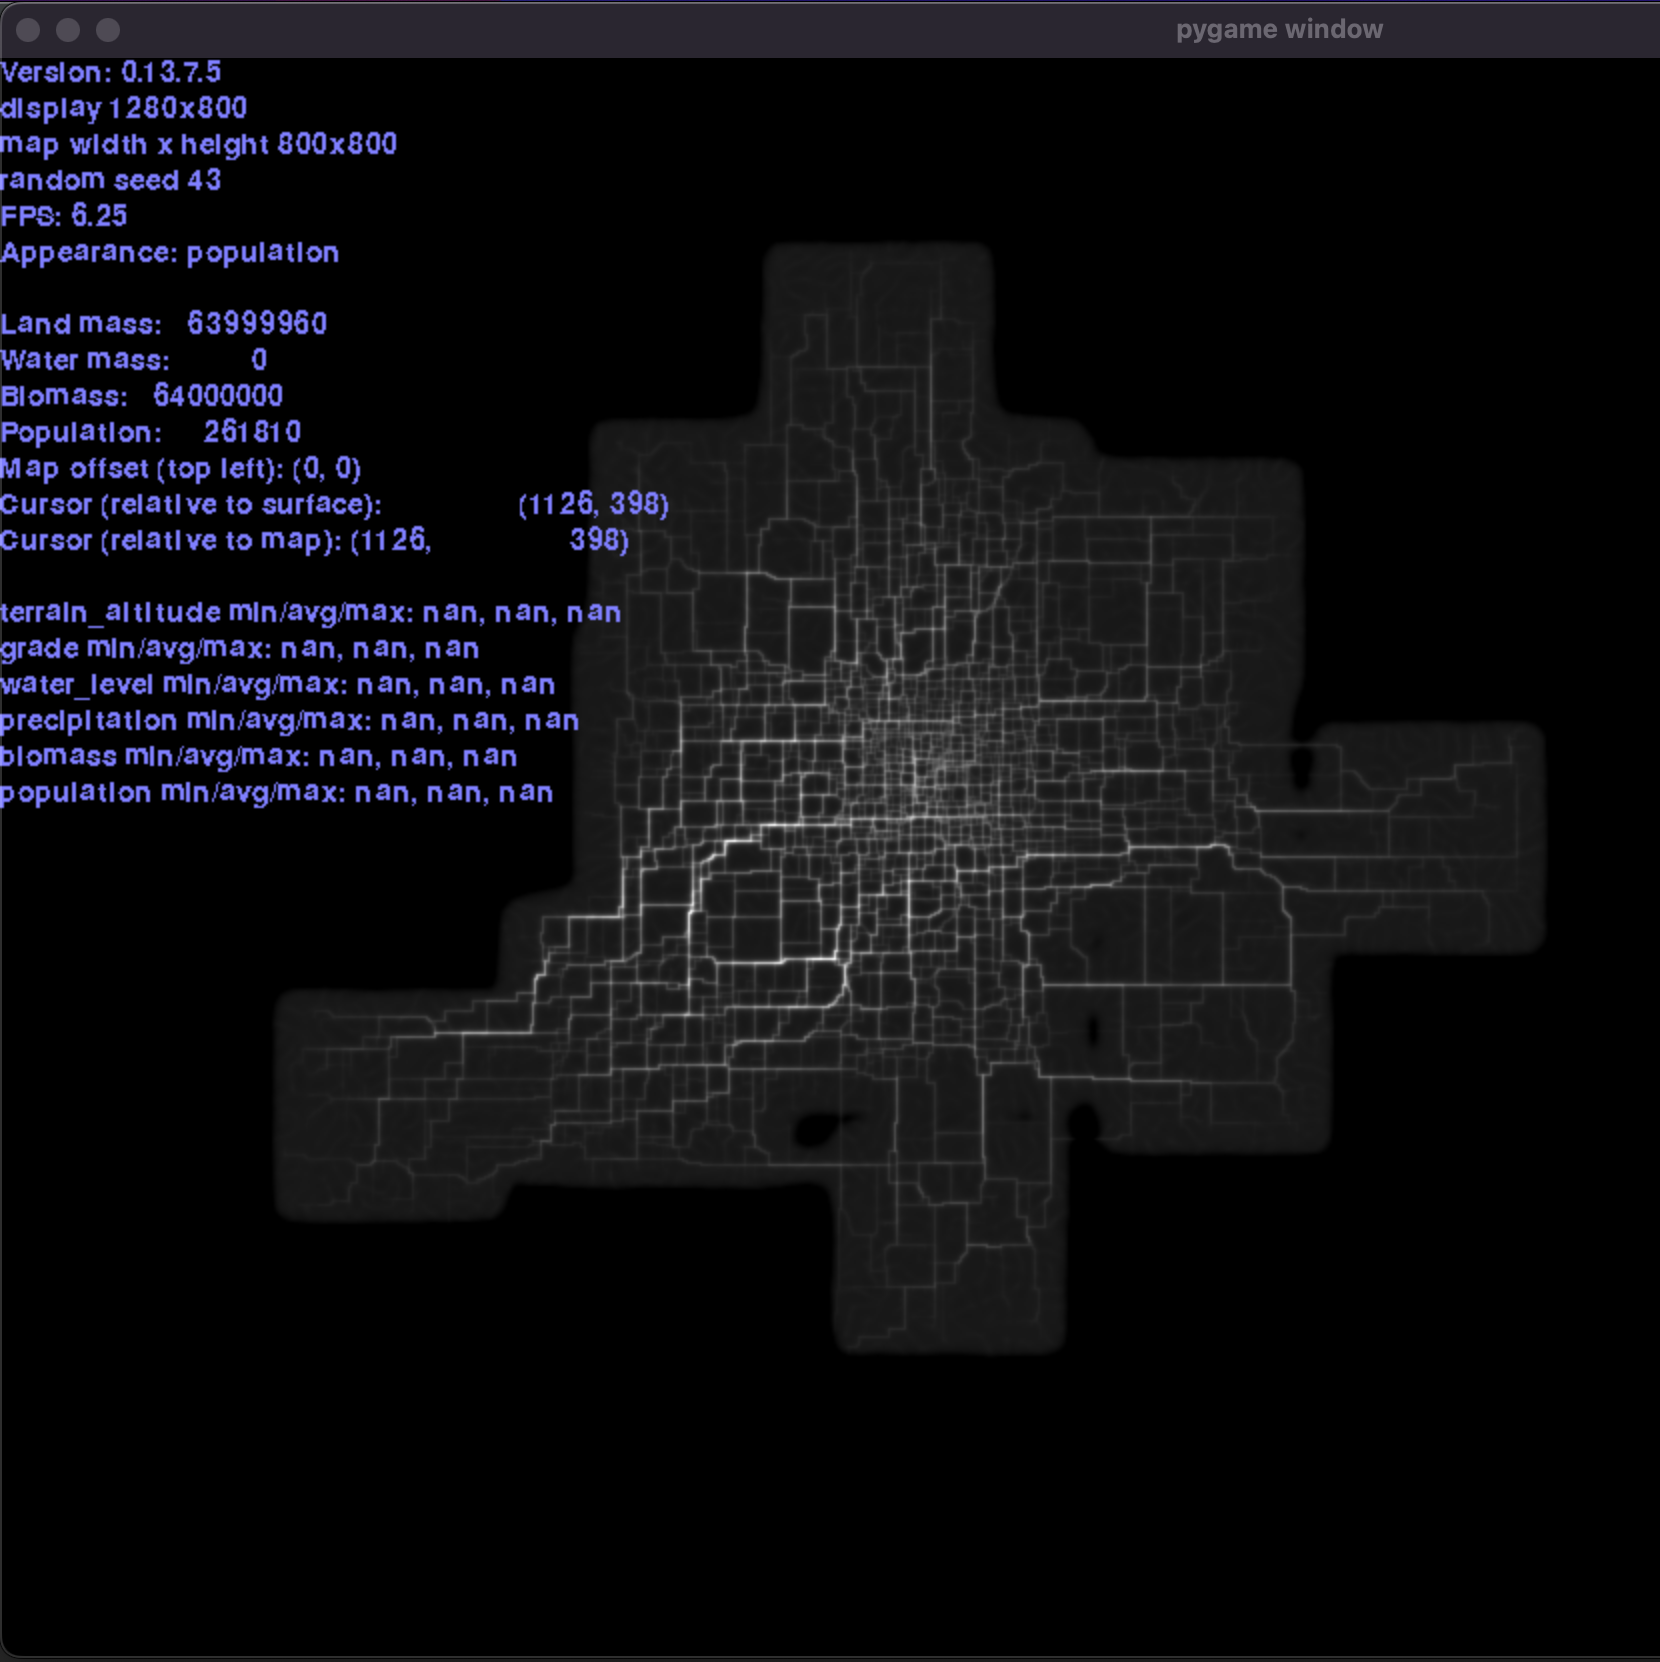 pygame window
Version: 0.13.7.5
display 1280x800
map width x height 800x800
random seed 43
FPS: 6.25
Appearance: population
Land mass: 63999960
Water mass: 0
Biomass: 64000000
Population: 261810
Map offset (top left): (0, 0)
Cursor (relative to surface): (1126, 398)
Cursor (relative to map): (1126, 398)
terrain_altitude min/avg/max: nan, nan, nan
grade min/avg/max: nan, nan, nan
water_level min/avg/max: nan, nan, nan
precipitation min/avg/max: nan, nan, nan
biomass min/avg/max: nan, nan, nan
population min/avg/max: nan, nan, nan